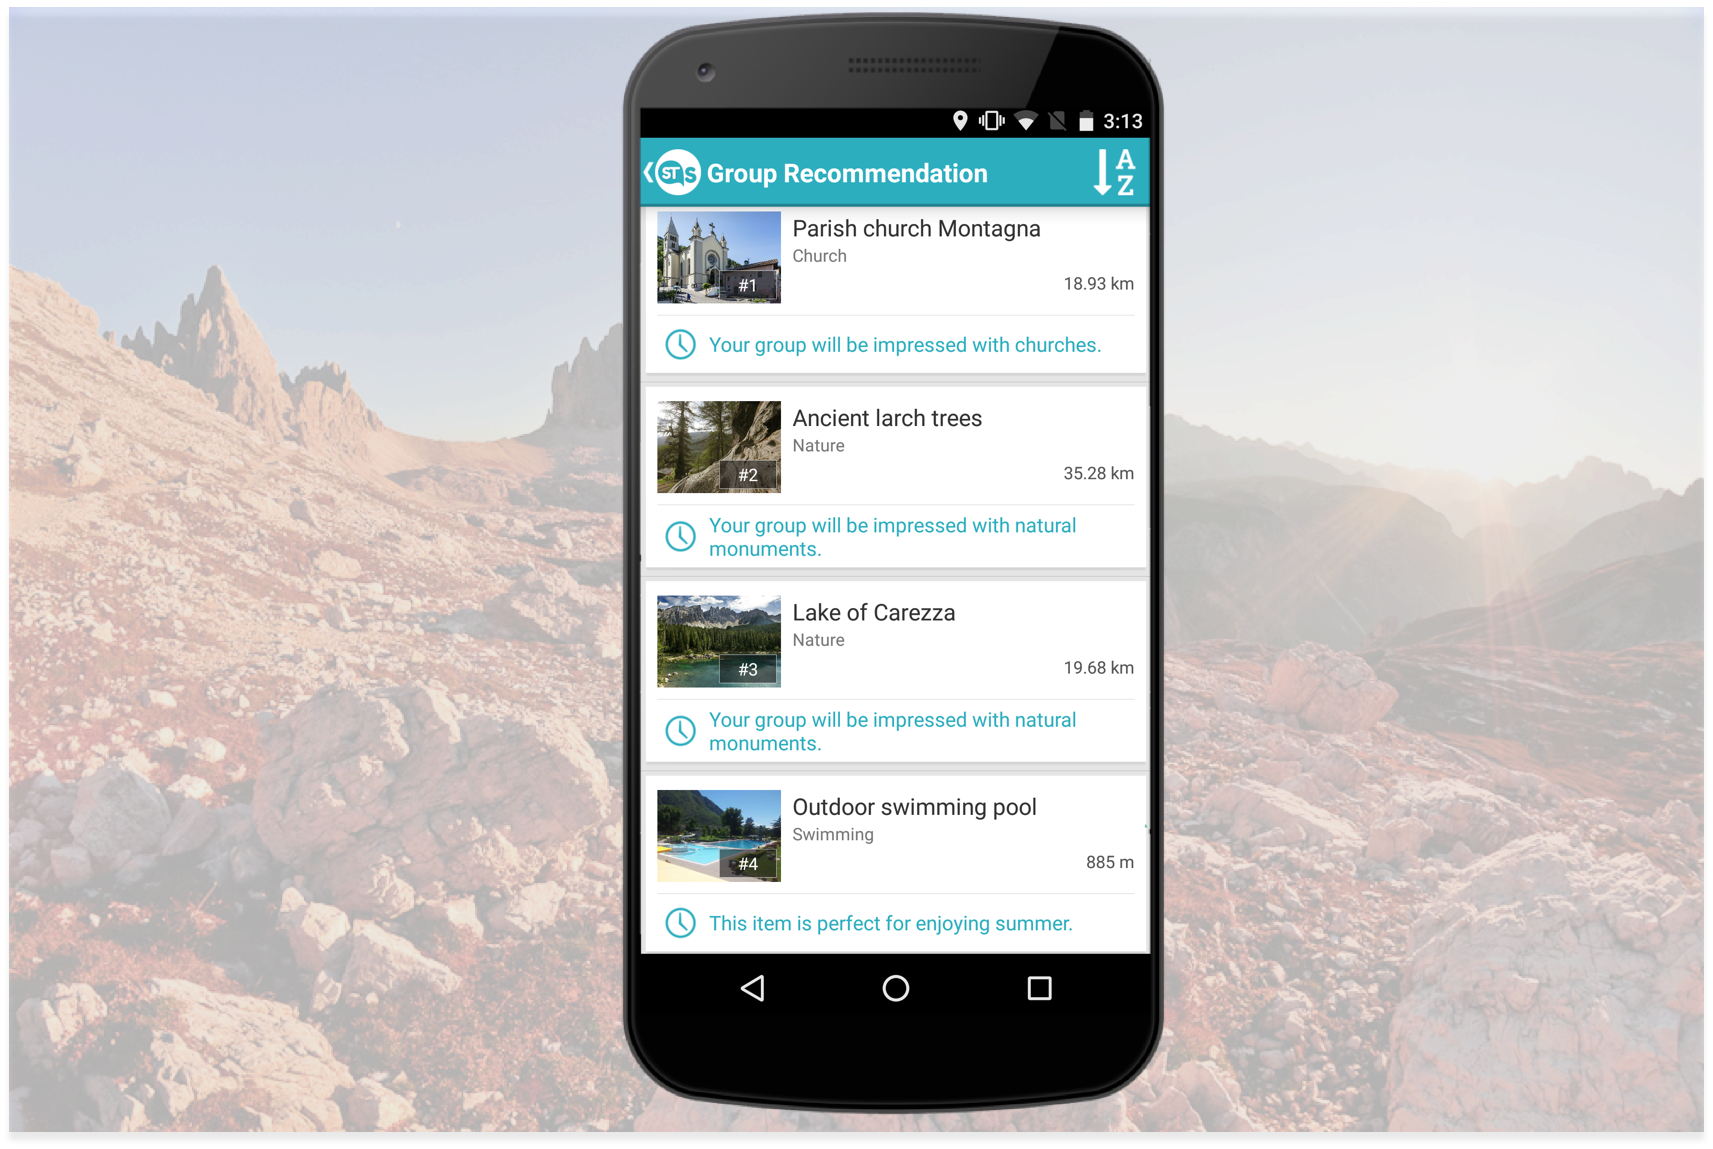 3:13
STS
Group Recommendation
A
Z
Parish church Montagna
Church
#1
18.93 km
Your group will be impressed with churches.
Ancient larch trees
Nature
#2
35.28 km
Your group will be impressed with natural
monuments.
Lake of Carezza
Nature
#3
19.68 km
Your group will be impressed with natural
monuments.
Outdoor swimming pool
Swimming
#4
885 m
This item is perfect for enjoying summer.